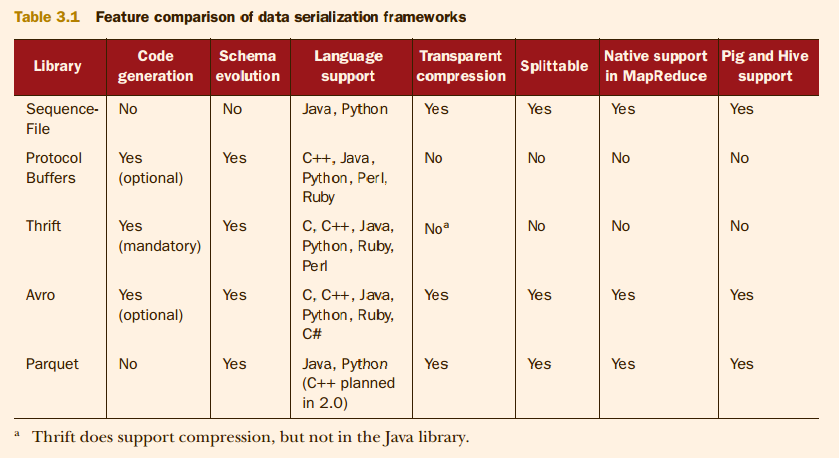 Table 3.1 Feature comparison of data serialization frameworks
Library
Code
generation
Schema
evolution
Language
support
Transparent
compression
Splittable
Native support
in MapReduce
Pig and Hive
support
Sequence-
File
No
No
Java, Python
Yes
Yes
Yes
Yes
Protocol
Buffers
Yes
(optional)
Yes
C++, Java,
Python, Perl,
Ruby
No
No
No
No
Thrift
Yes
(mandatory)
Yes
C, C++, Java,
Python, Ruby,
Perl
Noᵃ
No
No
No
Avro
Yes
(optional)
Yes
C, C++, Java,
Python, Ruby,
C#
Yes
Yes
Yes
Yes
Parquet
No
Yes
Java, Python
(C++ planned
in 2.0)
Yes
Yes
Yes
Yes
ᵃ Thrift does support compression, but not in the Java library.